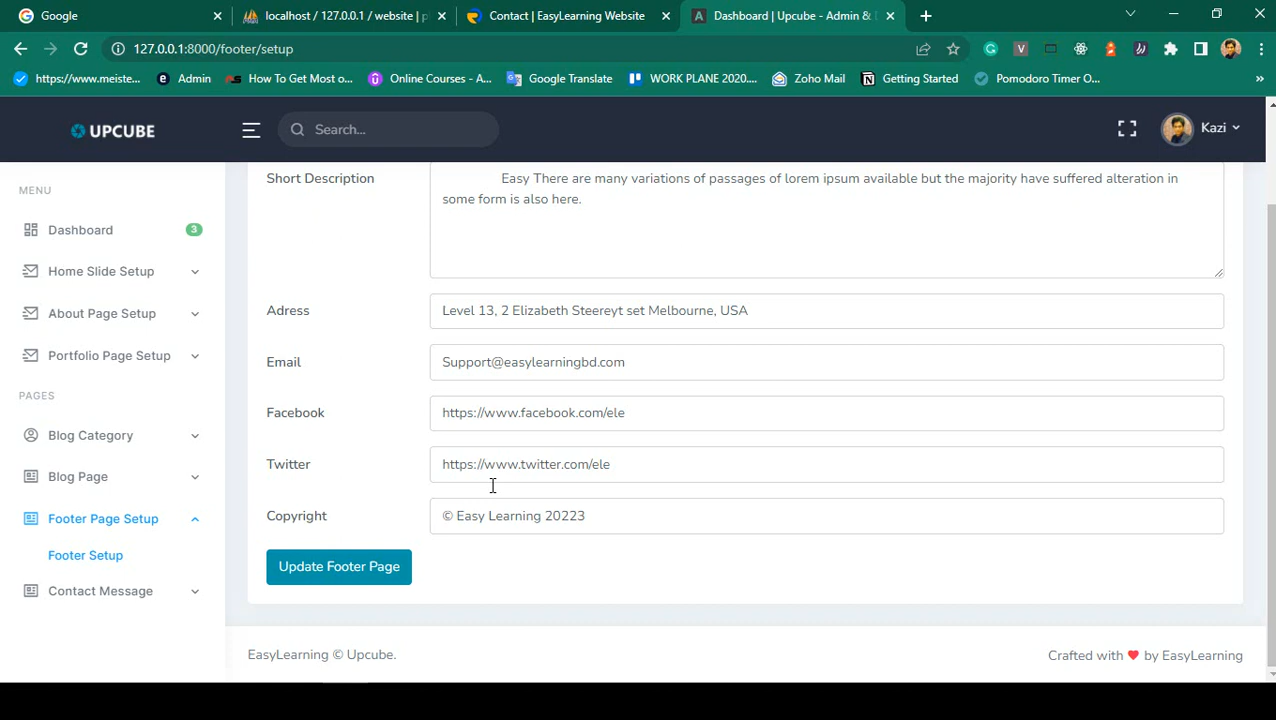 Google
localhost / 127.0.0.1 / website | p
Contact | EasyLearning Website
Dashboard | Upcube - Admin &
127.0.0.1:8000/footer/setup
https://www.meiste... Admin How To Get Most o... Online Courses - A... Google Translate WORK PLANE 2020.... Zoho Mail Getting Started Pomodoro Timer O... »
UPCUBE
Search...
Kazi
MENU
Dashboard 3
Home Slide Setup
About Page Setup
Portfolio Page Setup
PAGES
Blog Category
Blog Page
Footer Page Setup
Footer Setup
Contact Message
Short Description
Easy There are many variations of passages of lorem ipsum available but the majority have suffered alteration in
some form is also here.
Adress
Level 13, 2 Elizabeth Steereyt set Melbourne, USA
Email
Support@easylearningbd.com
Facebook
https://www.facebook.com/ele
Twitter
https://www.twitter.com/ele
Copyright
© Easy Learning 20223
Update Footer Page
EasyLearning © Upcube.
Crafted with ♥ by EasyLearning